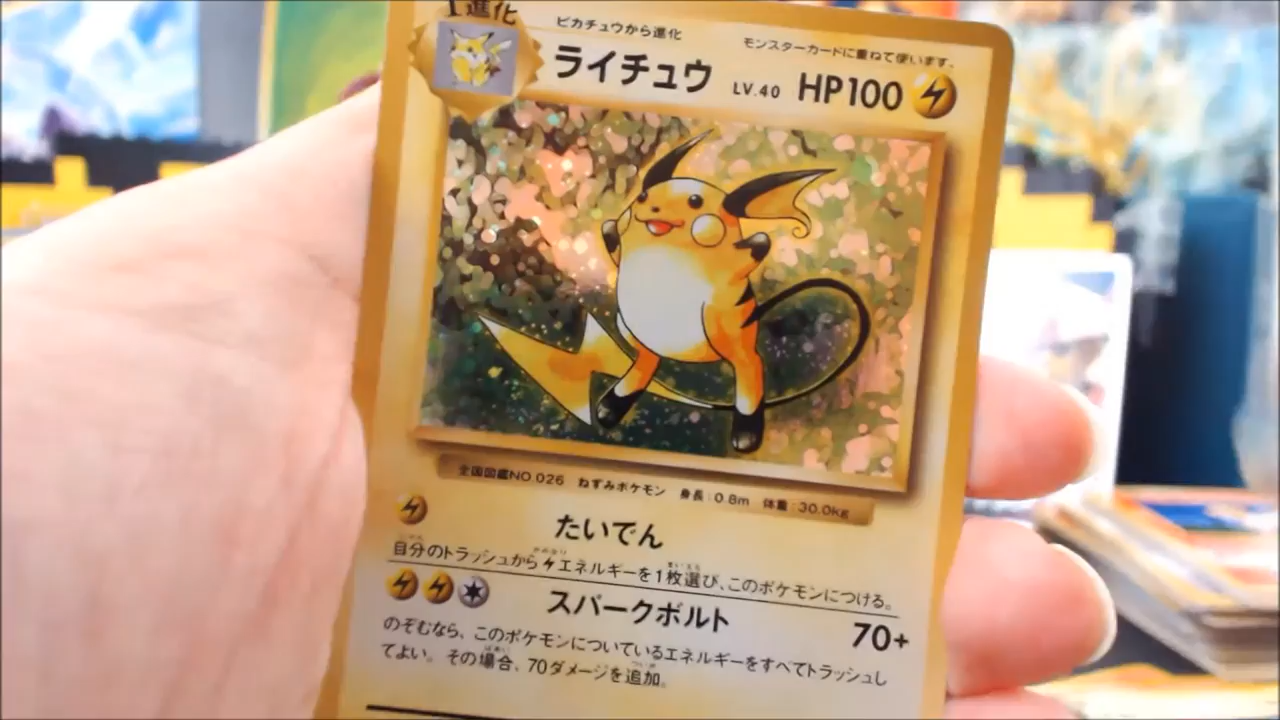 1進化
ピカチュウから進化
モンスターカードに重ねて使います。
ライチュウ LV.40 HP100
全国図鑑NO.026 ねずみポケモン 身長:0.8m 体重:30.0kg
たいでん
自分のトラッシュからエネルギーを1枚選び、このポケモンにつける。
スパークボルト 70+
のぞむなら、このポケモンについているエネルギーをすべてトラッシュし
てよい。その場合、70ダメージを追加。